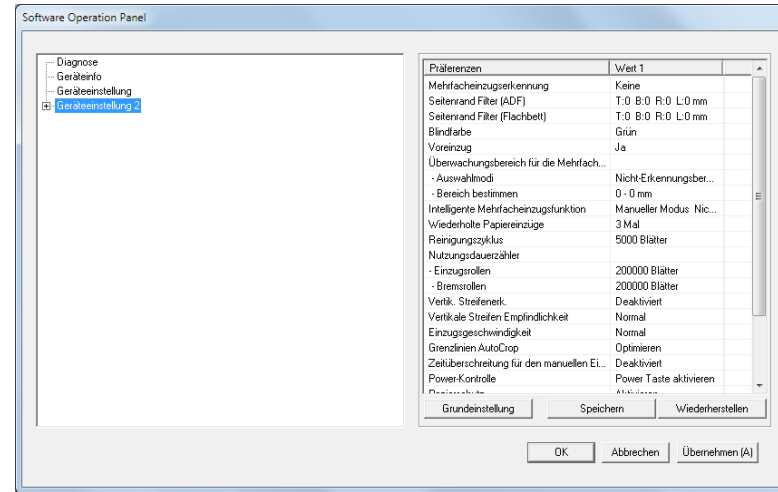 Software Operation Panel
Diagnose
Geräteinfo
Geräteeinstellung
Geräteeinstellung 2
Präferenzen Wert 1
Mehrfacheinzugserkennung Keine
Seitenrand Filter (ADF) T:0 B:0 R:0 L:0 mm
Seitenrand Filter (Flachbett) T:0 B:0 R:0 L:0 mm
Blindfarbe Grün
Voreinzug Ja
Überwachungsbereich für die Mehrfach...
- Auswahlmodi Nicht-Erkennungsber...
- Bereich bestimmen 0 - 0 mm
Intelligente Mehrfacheinzugsfunktion Manueller Modus Nic...
Wiederholte Papiereinzüge 3 Mal
Reinigungszyklus 5000 Blätter
Nutzungsdauerzähler
- Einzugsrollen 200000 Blätter
- Bremsrollen 200000 Blätter
Vertik. Streifenerk. Deaktiviert
Vertikale Streifen Empfindlichkeit Normal
Einzugsgeschwindigkeit Normal
Grenzlinien AutoCrop Optimieren
Zeitüberschreitung für den manuellen Ei... Deaktiviert
Power-Kontrolle Power Taste aktivieren
Grundeinstellung Speichern Wiederherstellen
OK Abbrechen Übernehmen (A)